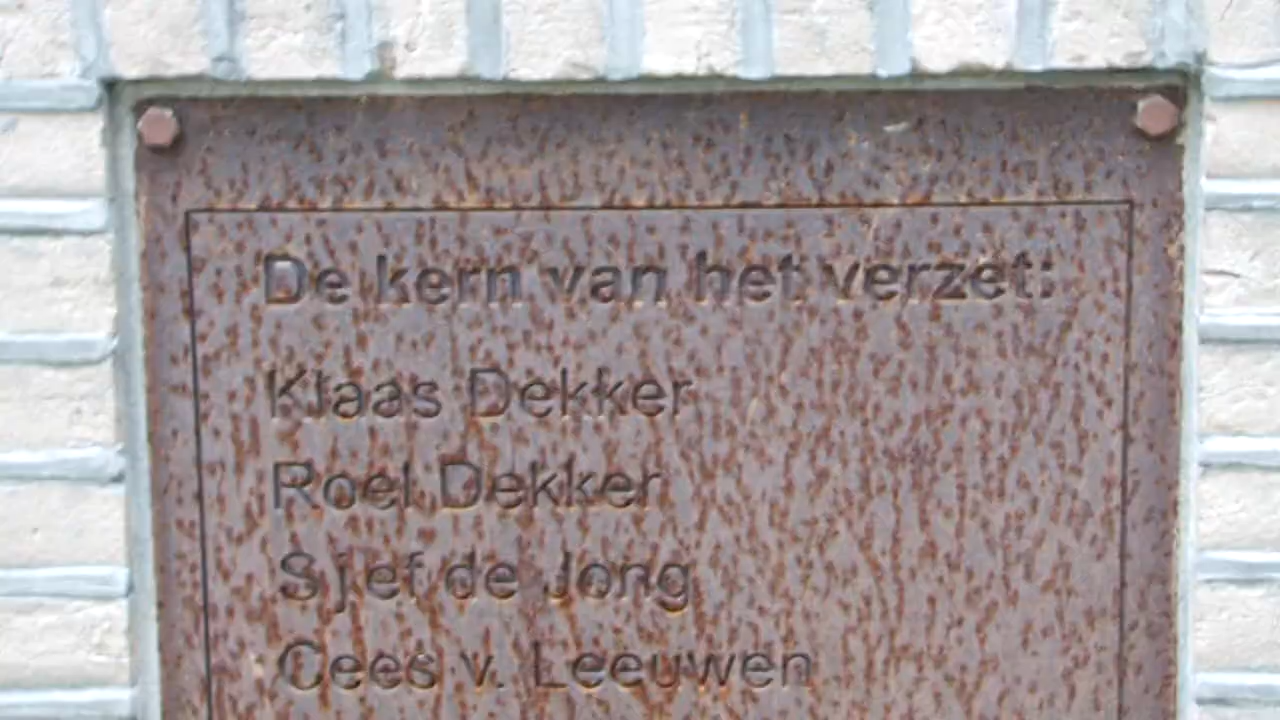 De kern van het verzet:
Klaas Dekker
Roel Dekker
Sjef de Jong
Cees v. Leeuwen